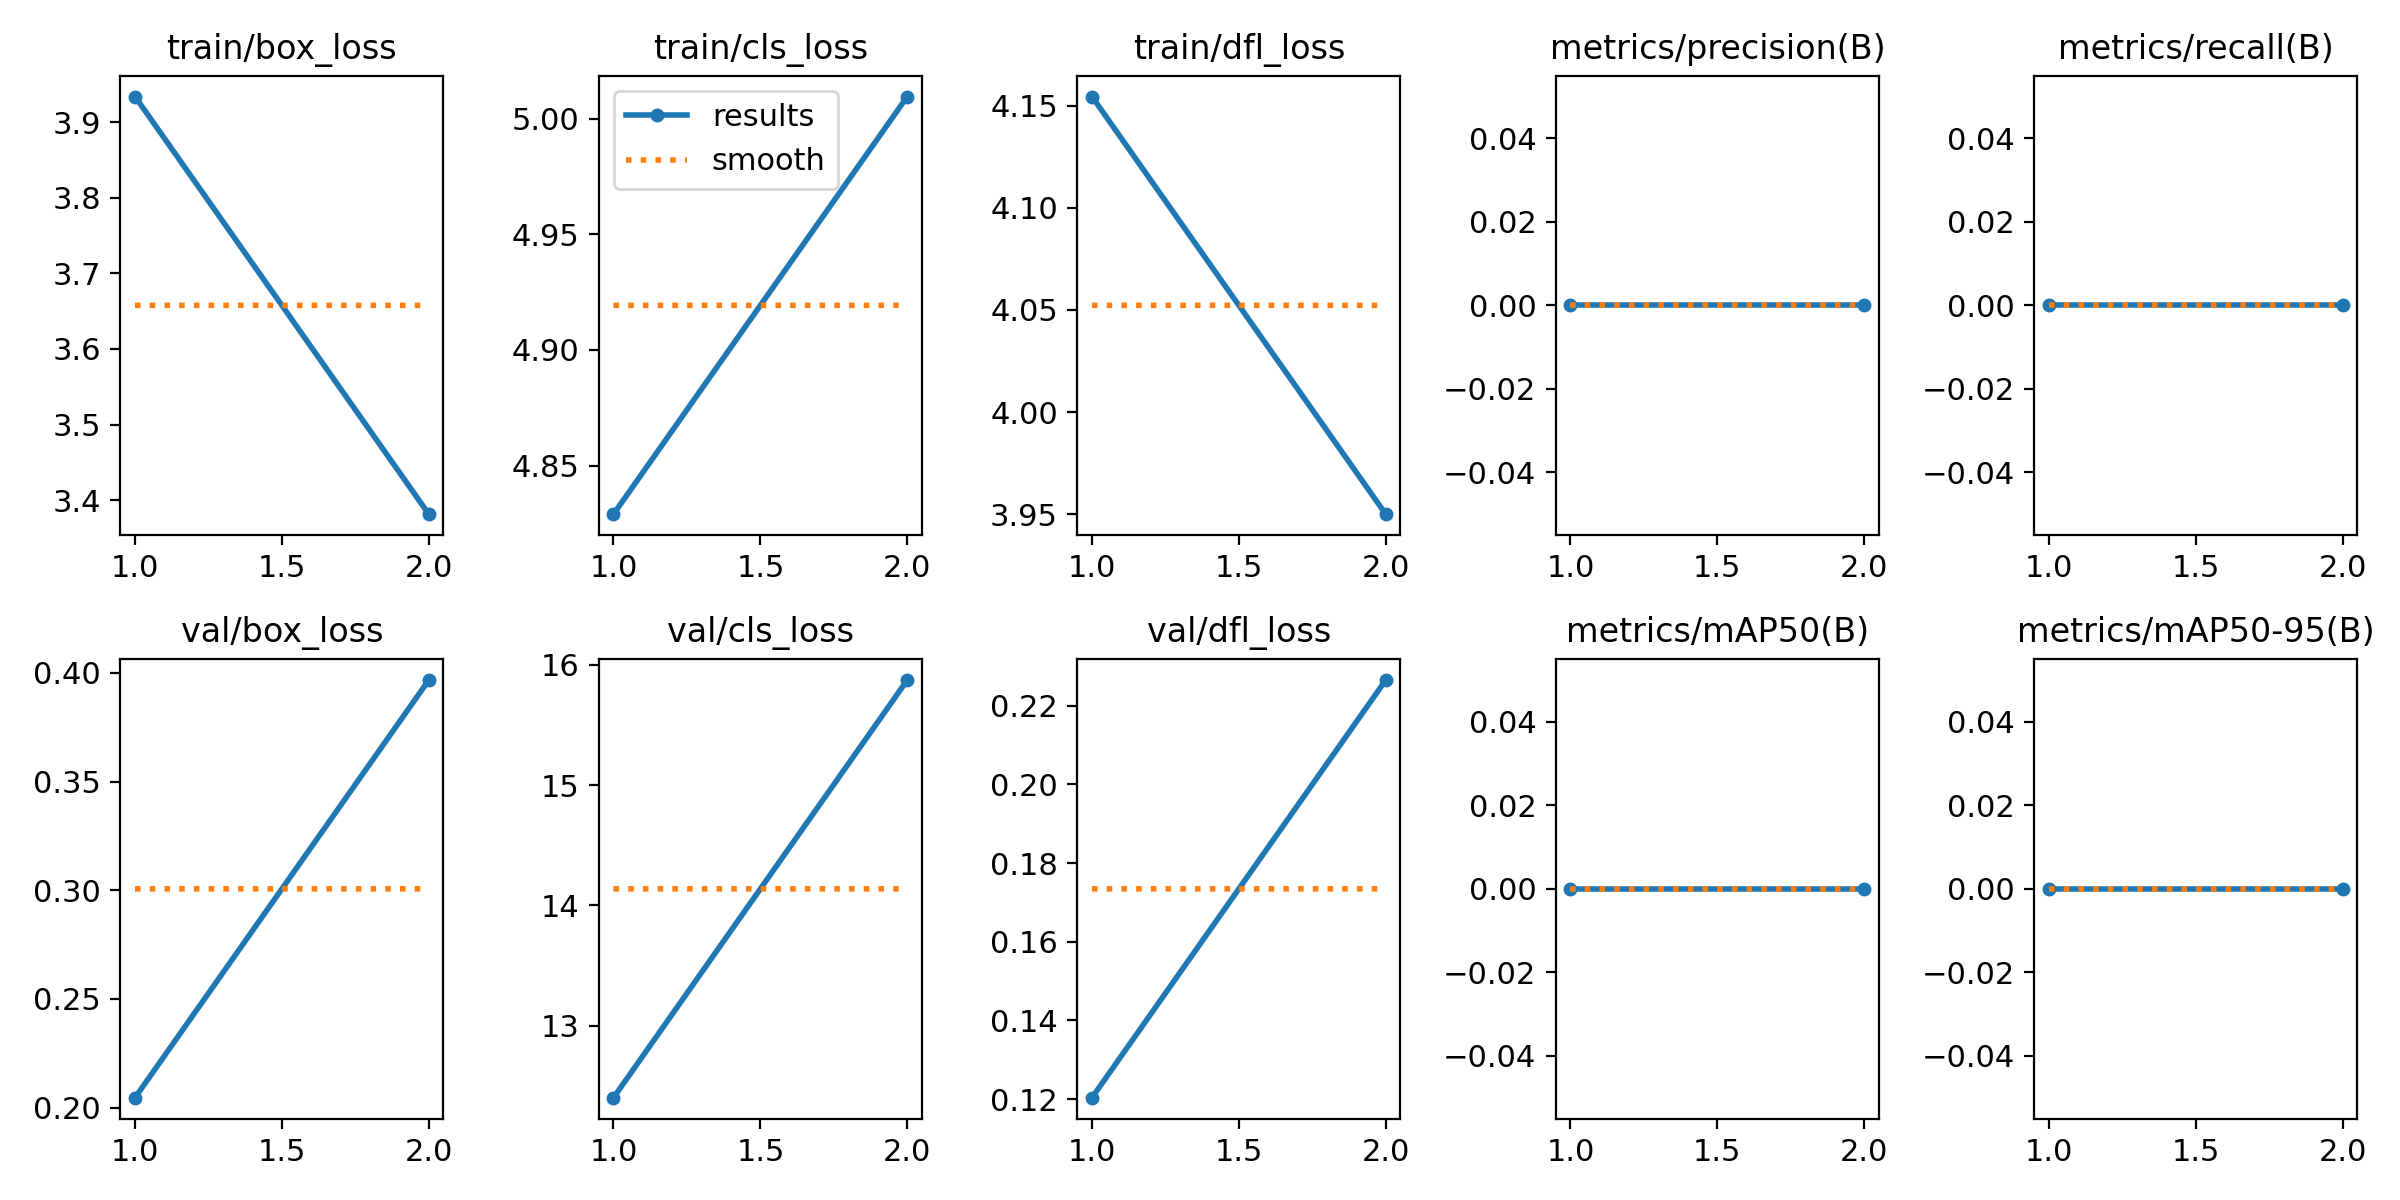 train/box_loss
3.9
3.8
3.7
3.6
3.5
3.4
1.0 1.5 2.0
train/cls_loss
results
smooth
5.00
4.95
4.90
4.85
1.0 1.5 2.0
train/dfl_loss
4.15
4.10
4.05
4.00
3.95
1.0 1.5 2.0
metrics/precision(B)
0.04
0.02
0.00
−0.02
−0.04
1.0 1.5 2.0
metrics/recall(B)
0.04
0.02
0.00
−0.02
−0.04
1.0 1.5 2.0
val/box_loss
0.40
0.35
0.30
0.25
0.20
1.0 1.5 2.0
val/cls_loss
16
15
14
13
1.0 1.5 2.0
val/dfl_loss
0.22
0.20
0.18
0.16
0.14
0.12
1.0 1.5 2.0
metrics/mAP50(B)
0.04
0.02
0.00
−0.02
−0.04
1.0 1.5 2.0
metrics/mAP50-95(B)
0.04
0.02
0.00
−0.02
−0.04
1.0 1.5 2.0